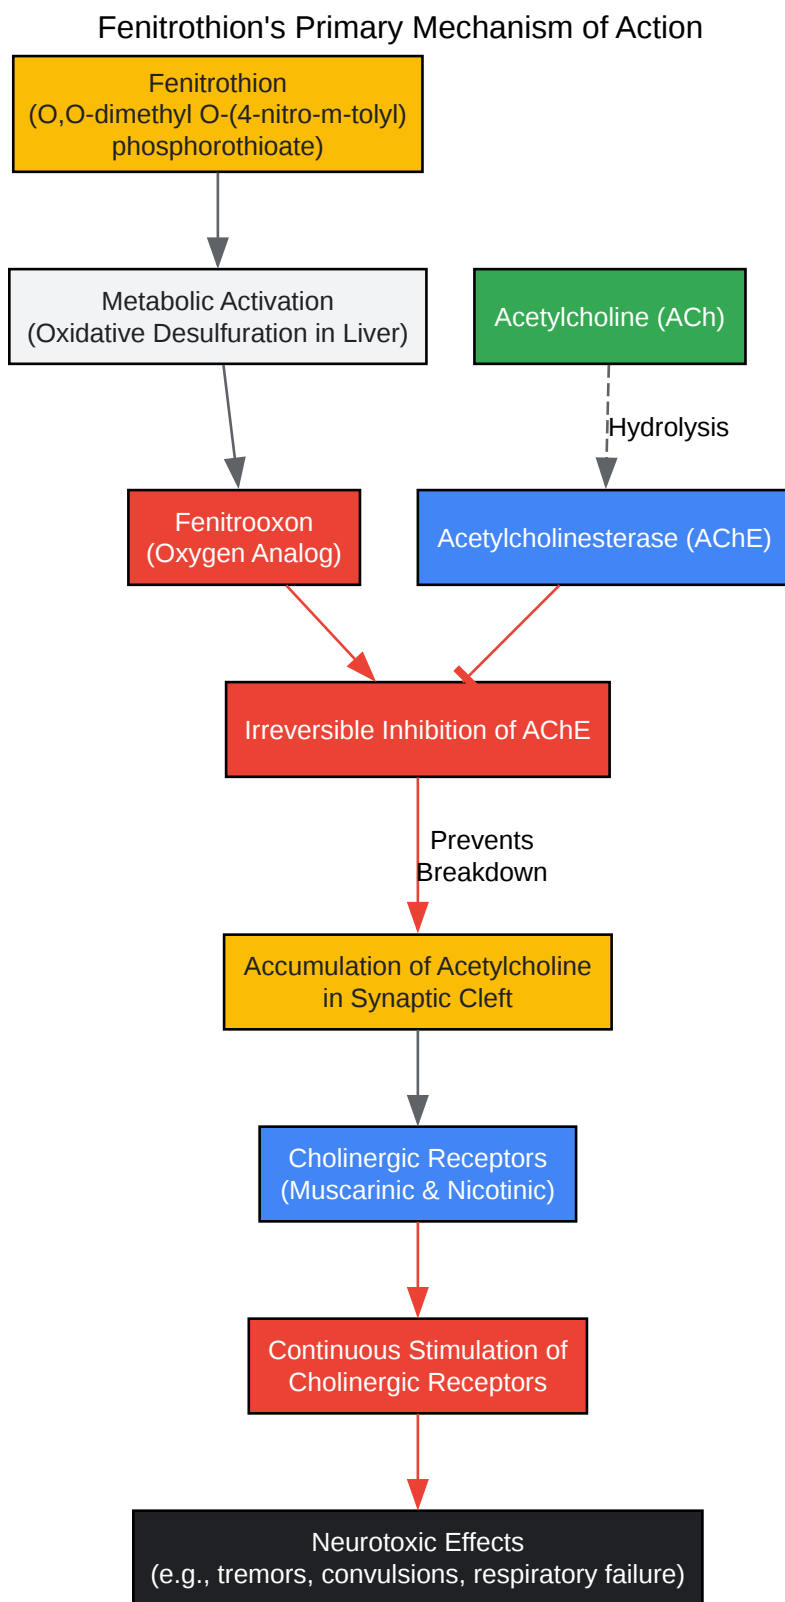 Fenitrothion's Primary Mechanism of Action
Fenitrothion
(O,O-dimethyl O-(4-nitro-m-tolyl)
phosphorothioate)
Metabolic Activation
(Oxidative Desulfuration in Liver)
Acetylcholine (ACh)
Hydrolysis
Fenitrooxon
(Oxygen Analog)
Acetylcholinesterase (AChE)
Irreversible Inhibition of AChE
Prevents
Breakdown
Accumulation of Acetylcholine
in Synaptic Cleft
Cholinergic Receptors
(Muscarinic & Nicotinic)
Continuous Stimulation of
Cholinergic Receptors
Neurotoxic Effects
(e.g., tremors, convulsions, respiratory failure)